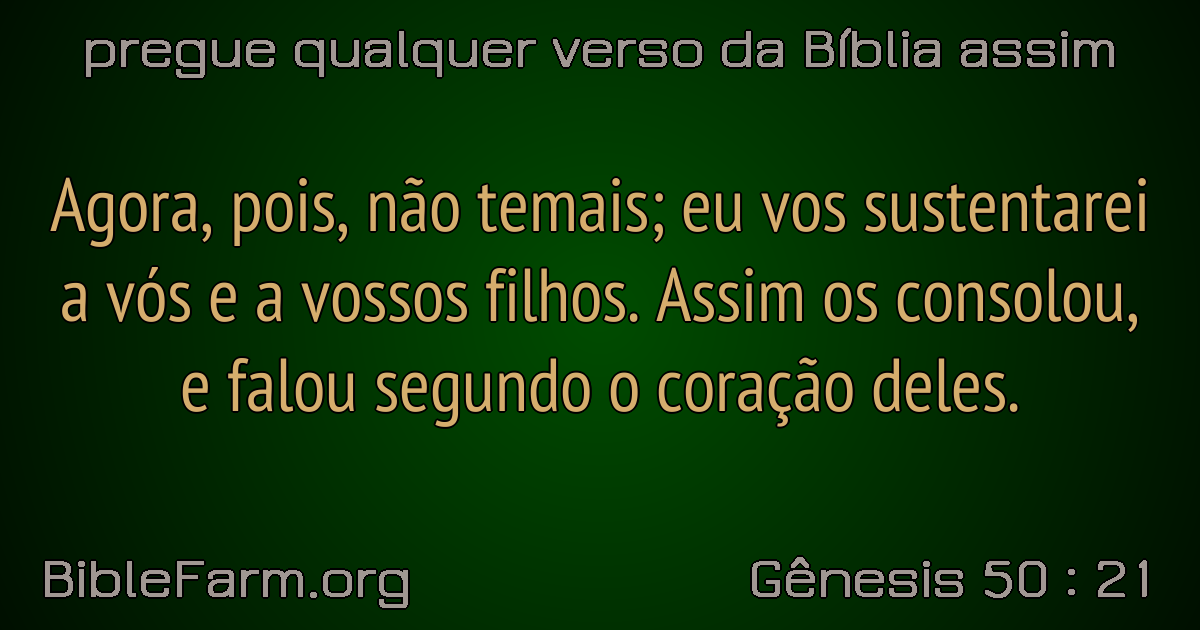 pregue qualquer verso da Bíblia assim
Agora, pois, não temais; eu vos sustentarei
a vós e a vossos filhos. Assim os consolou,
e falou segundo o coração deles.
BibleFarm.org
Gênesis 50 : 21